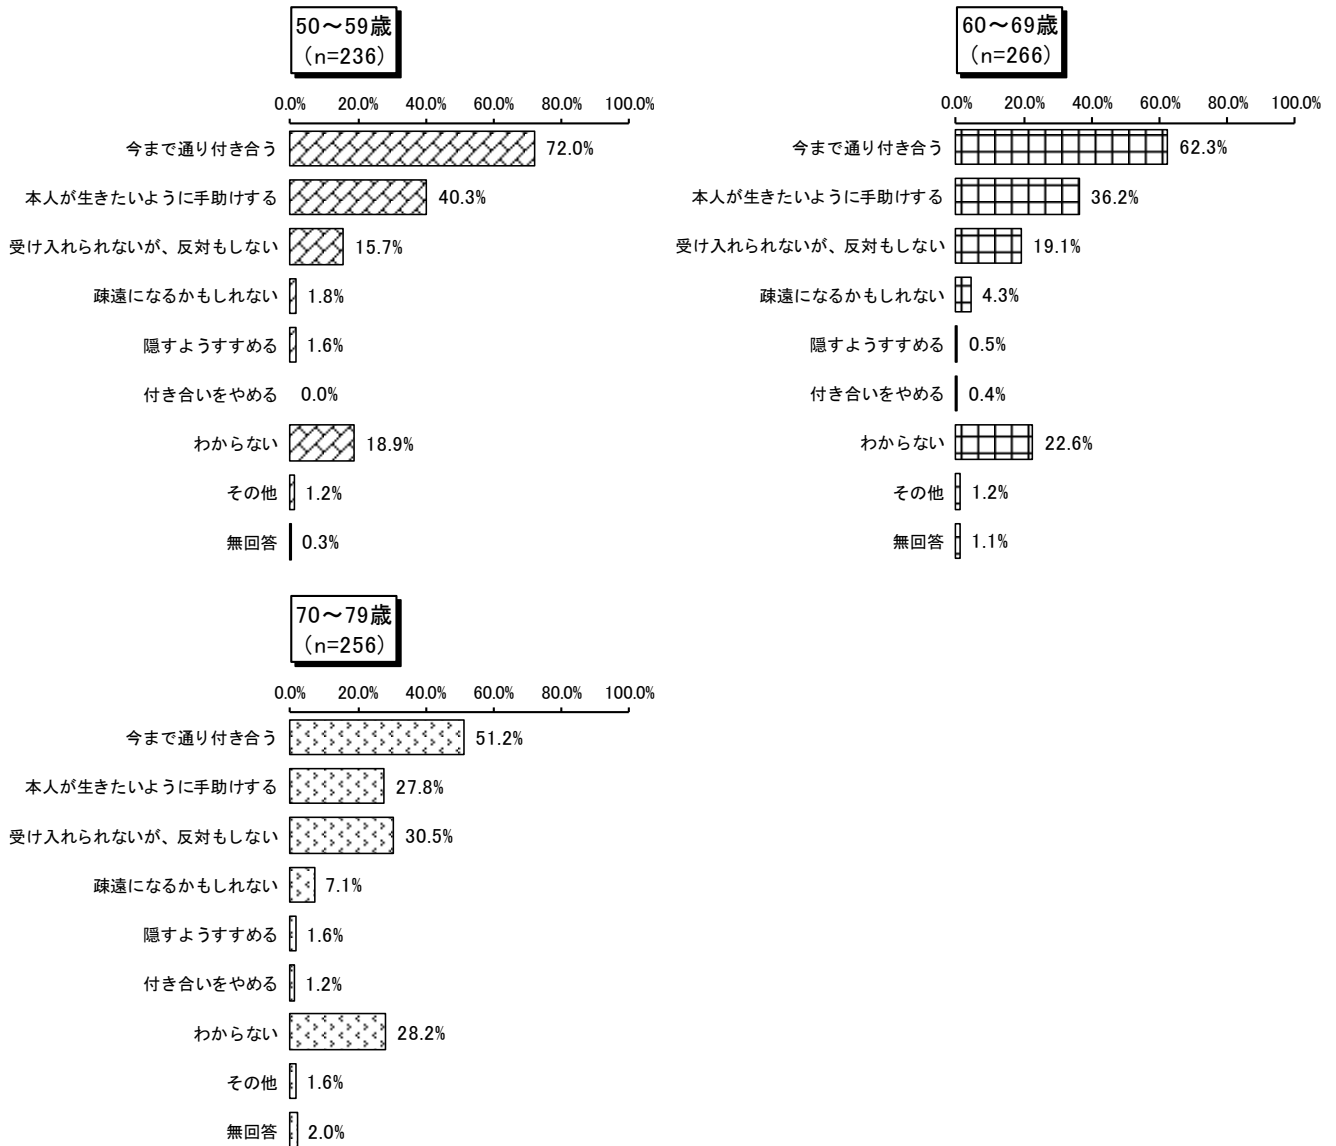 50～59歳
（n=236）
0.0% 20.0% 40.0% 60.0% 80.0% 100.0%
今まで通り付き合う 72.0%
本人が生きたいように手助けする 40.3%
受け入れられないが、反対もしない 15.7%
疎遠になるかもしれない 1.8%
隠すようすすめる 1.6%
付き合いをやめる 0.0%
わからない 18.9%
その他 1.2%
無回答 0.3%
60～69歳
（n=266）
0.0% 20.0% 40.0% 60.0% 80.0% 100.0%
今まで通り付き合う 62.3%
本人が生きたいように手助けする 36.2%
受け入れられないが、反対もしない 19.1%
疎遠になるかもしれない 4.3%
隠すようすすめる 0.5%
付き合いをやめる 0.4%
わからない 22.6%
その他 1.2%
無回答 1.1%
70～79歳
（n=256）
0.0% 20.0% 40.0% 60.0% 80.0% 100.0%
今まで通り付き合う 51.2%
本人が生きたいように手助けする 27.8%
受け入れられないが、反対もしない 30.5%
疎遠になるかもしれない 7.1%
隠すようすすめる 1.6%
付き合いをやめる 1.2%
わからない 28.2%
その他 1.6%
無回答 2.0%